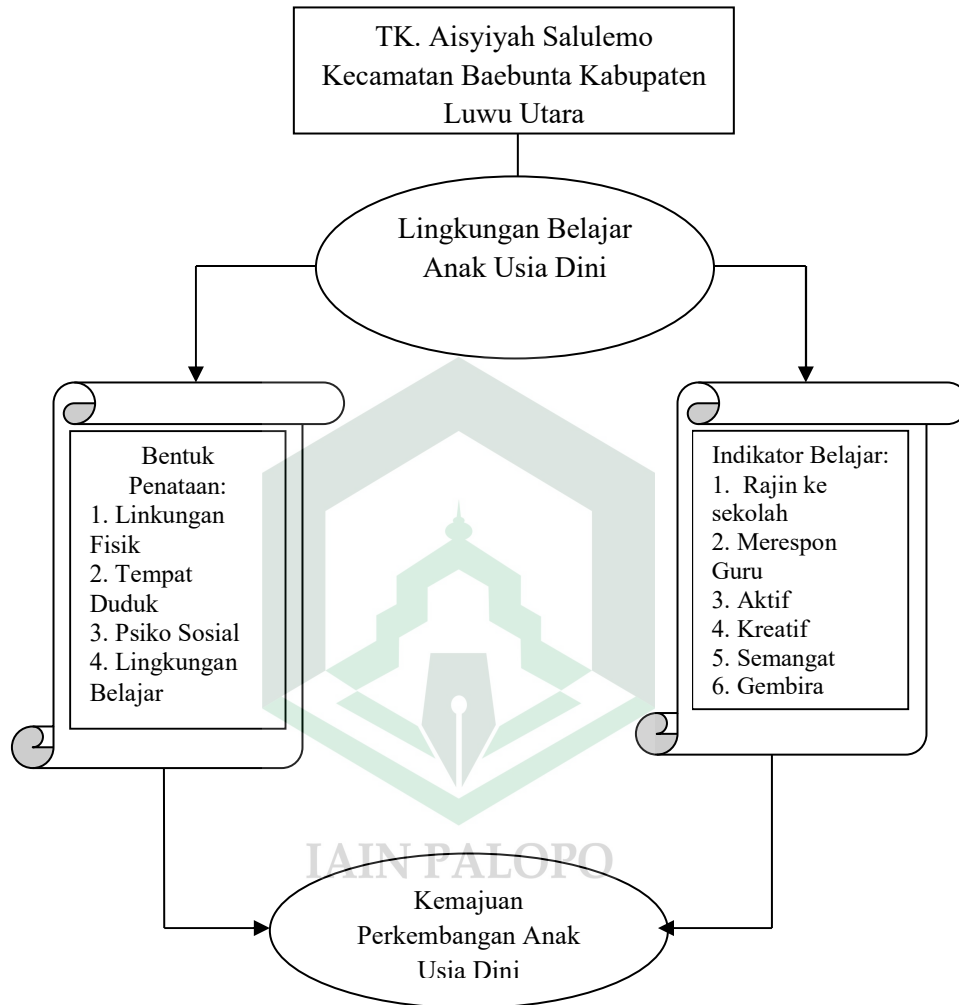 TK. Aisyiyah Salulemo
Kecamatan Baebunta Kabupaten
Luwu Utara
Lingkungan Belajar
Anak Usia Dini
Bentuk
Penataan:
1. Linkungan
Fisik
2. Tempat
Duduk
3. Psiko Sosial
4. Lingkungan
Belajar
Indikator Belajar:
1. Rajin ke
sekolah
2. Merespon
Guru
3. Aktif
4. Kreatif
5. Semangat
6. Gembira
IAIN PALOPO
Kemajuan
Perkembangan Anak
Usia Dini